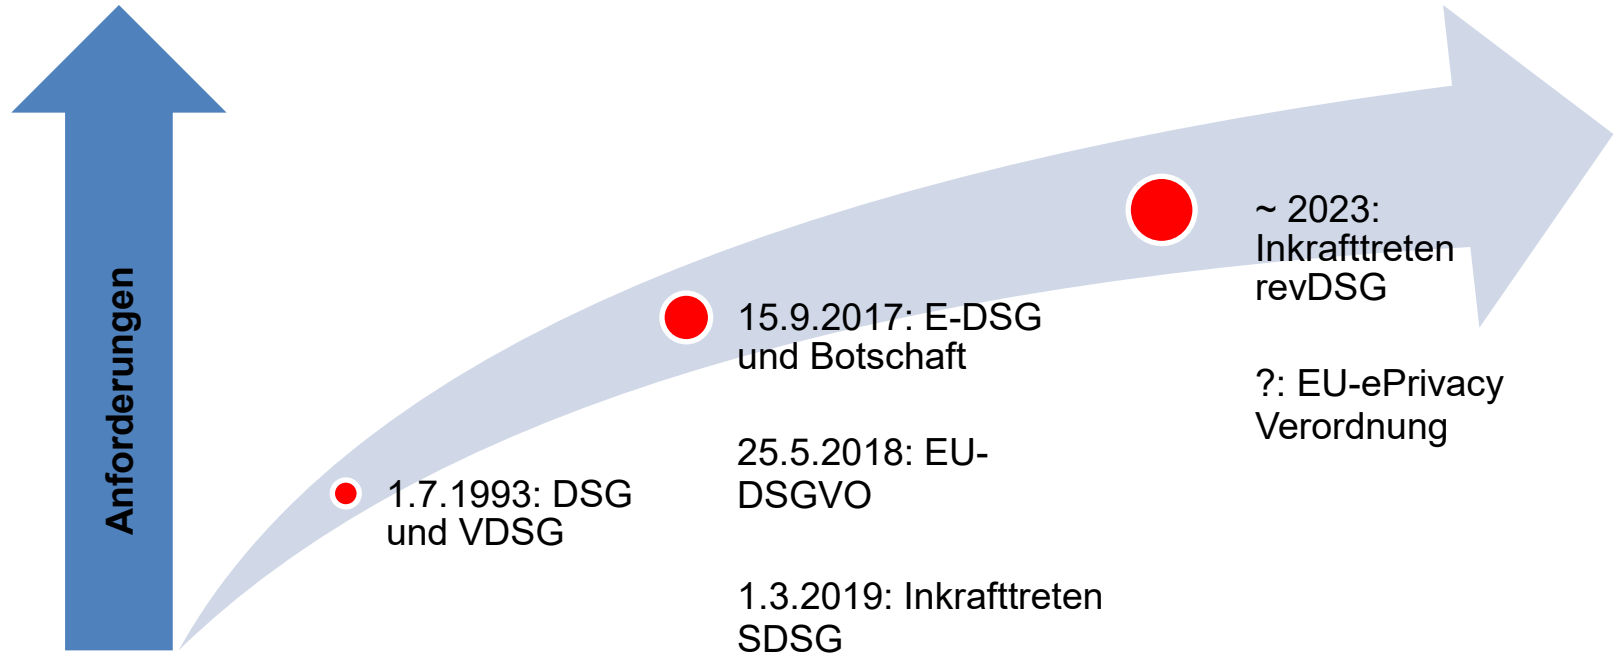 Anforderungen
1.7.1993: DSG
und VDSG
15.9.2017: E-DSG
und Botschaft
25.5.2018: EU-
DSGVO
1.3.2019: Inkrafttreten
SDSG
~ 2023:
Inkrafttreten
revDSG
?: EU-ePrivacy
Verordnung